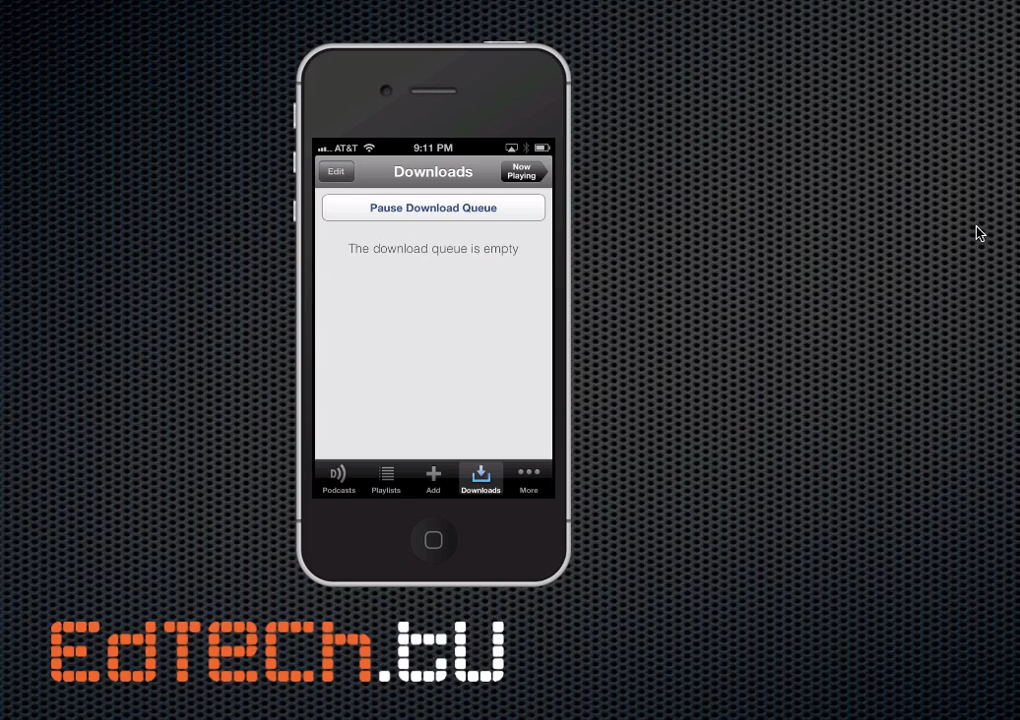 AT&T 9:11 PM
Edit Downloads Now Playing
Pause Download Queue
The download queue is empty
Podcasts Playlists Add Downloads More
EdTech.tU